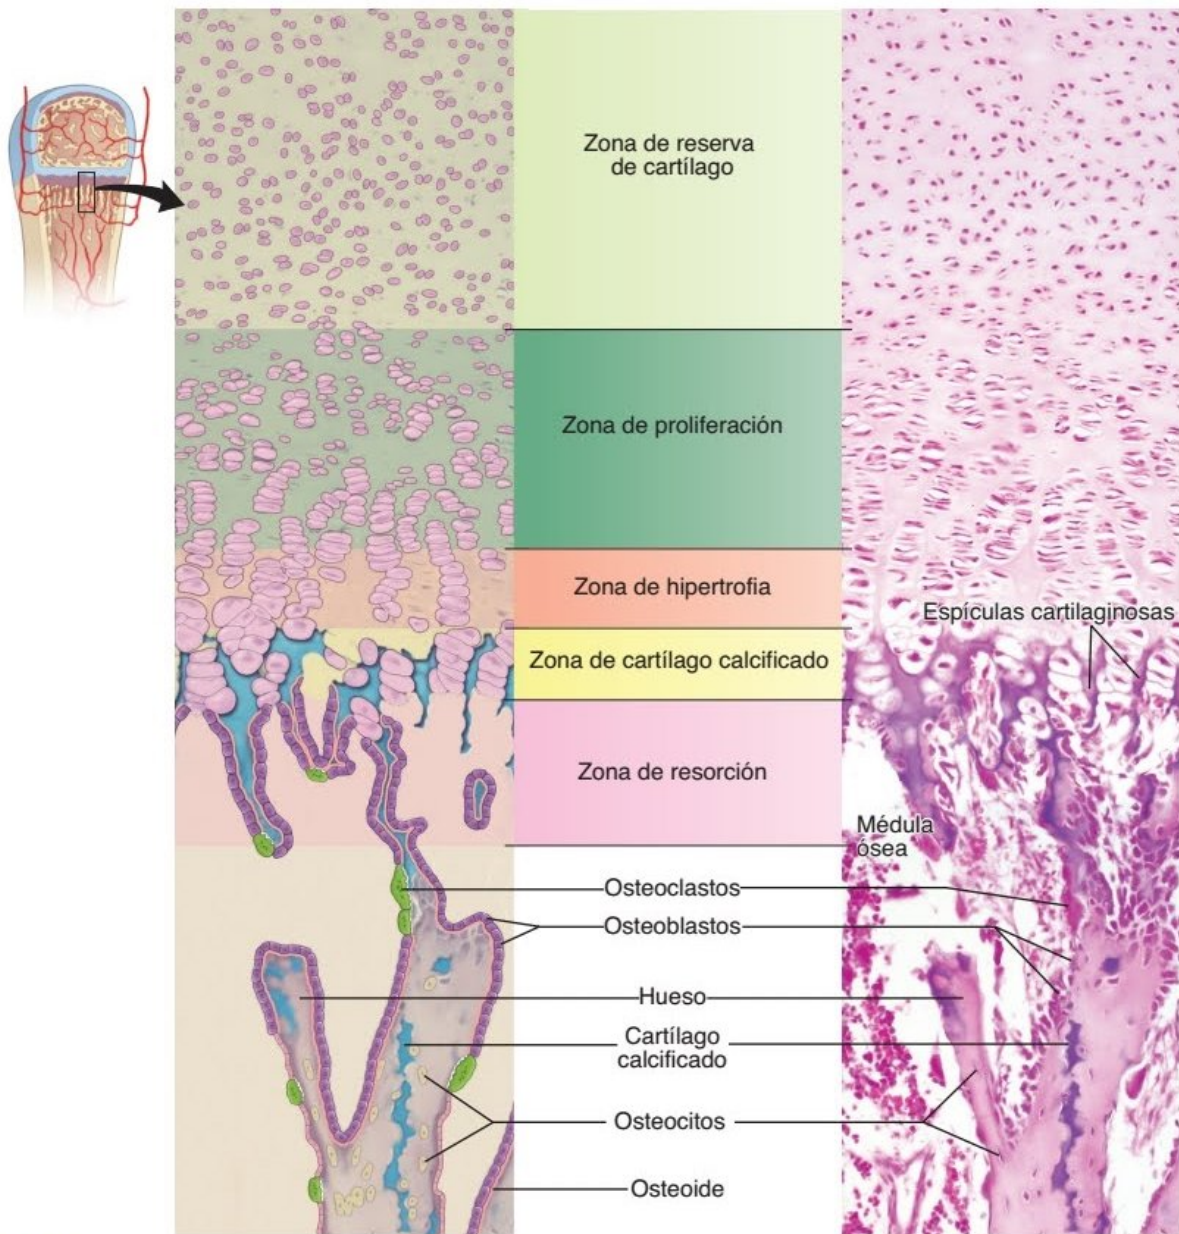 Zona de reserva
de cartílago
Zona de proliferación
Zona de hipertrofia
Espículas cartilaginosas
Zona de cartílago calcificado
Zona de resorción
Médula
ósea
Osteoclastos
Osteoblastos
Hueso
Cartílago
calcificado
Osteocitos
Osteoide